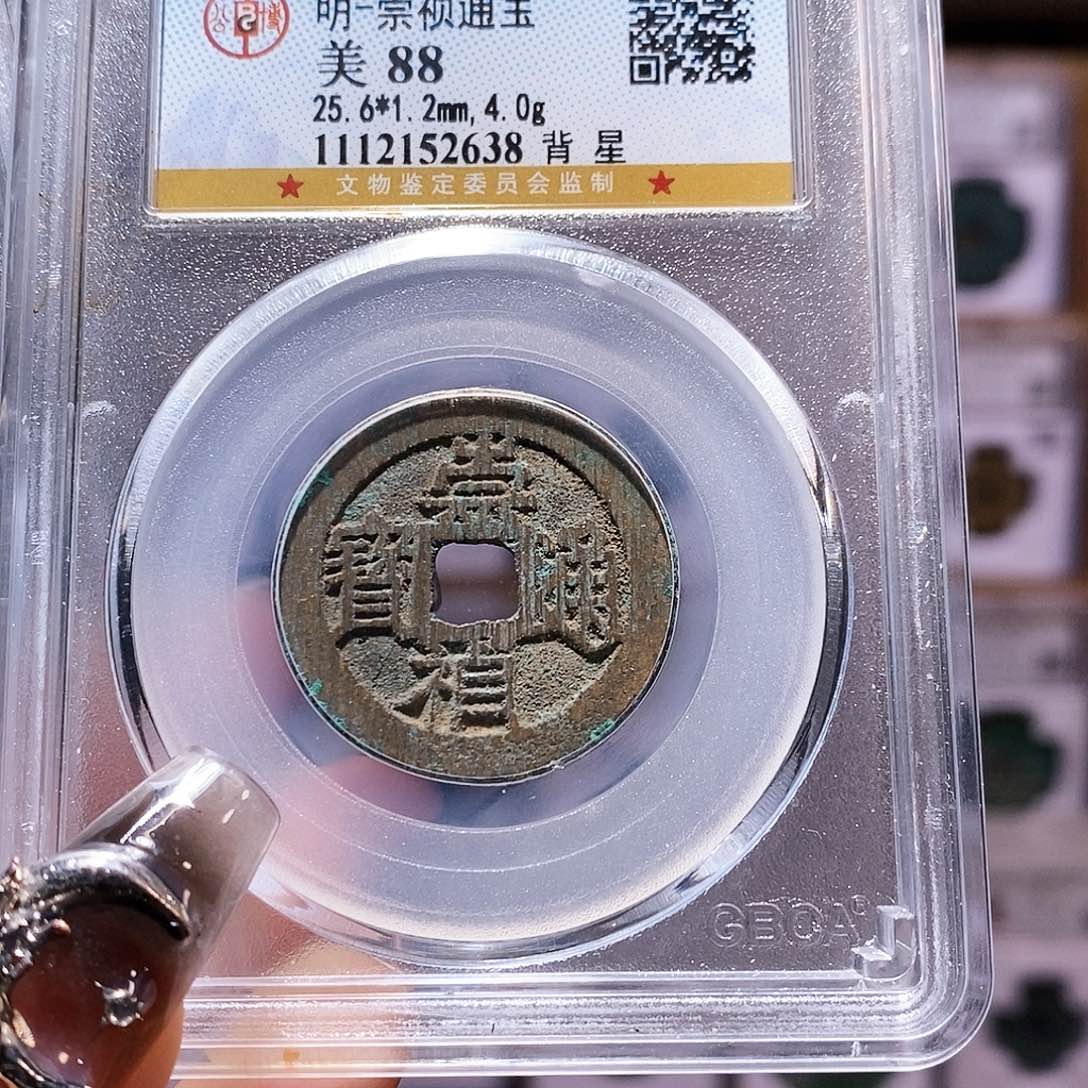 明-崇祯通宝
美 88
25.6*1.2mm,4.0g
1112152638 背 星
文物鉴定委员会监制
崇
寶 通
禎
GBCA